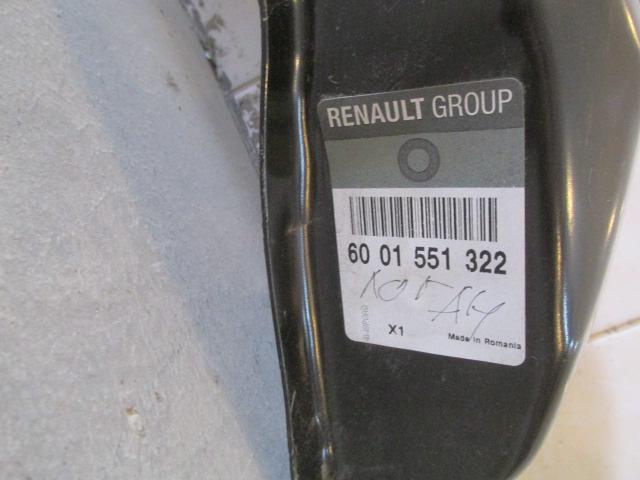 RENAULT GROUP
60 01 551 322
X1
Made in Romania